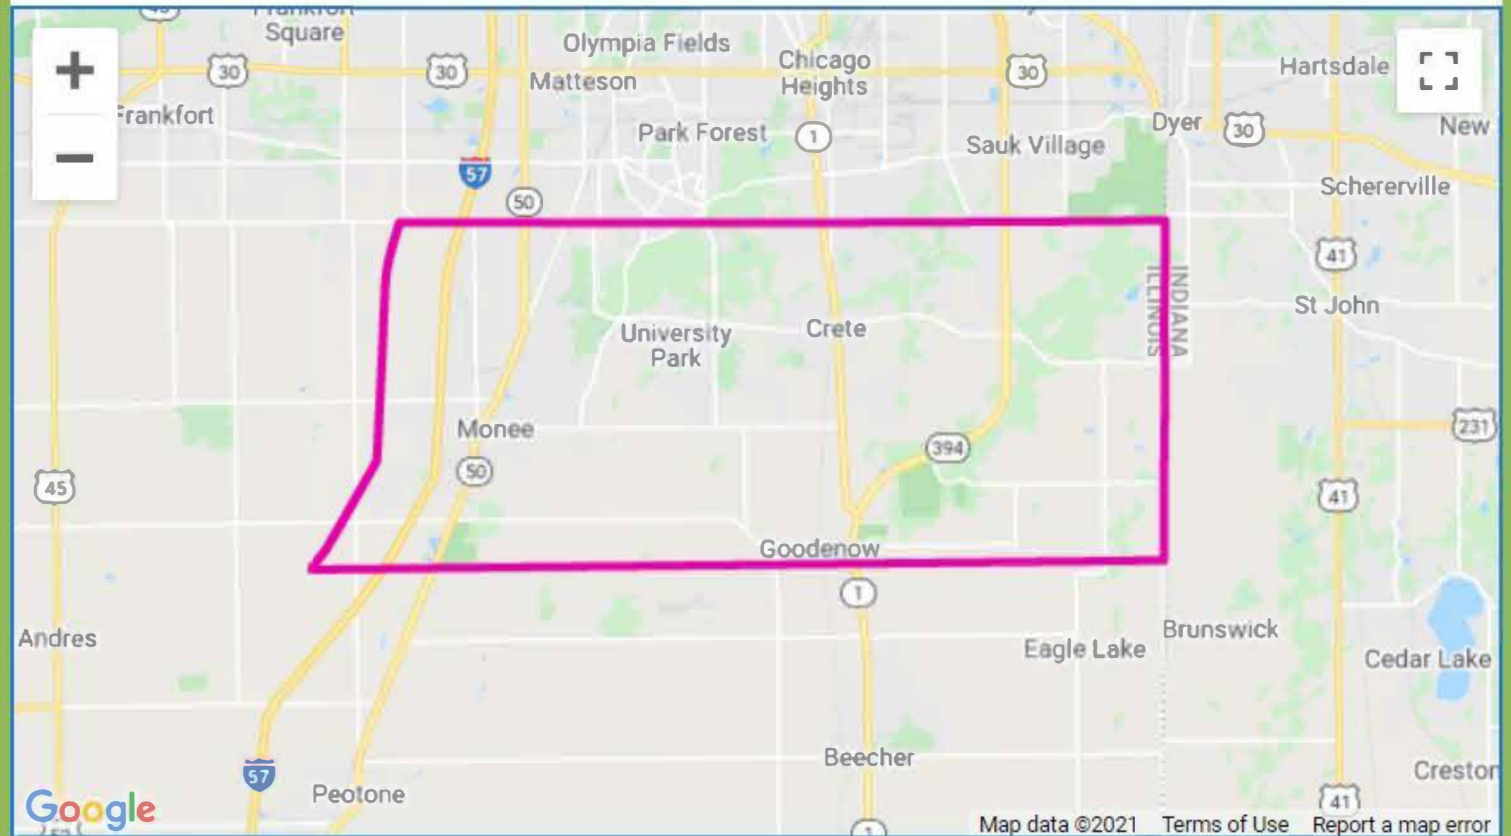 Frankfort
Square
Olympia Fields
Chicago
Heights
Hartsdale
30
30
30
Matteson
Frankfort
Park Forest
1
Sauk Village
Dyer
30
New
57
50
Schererville
41
INDIANA
ILLINOIS
St John
University
Park
Crete
Monee
231
394
50
45
41
Goodenow
1
Andres
Eagle Lake
Brunswick
Cedar Lake
Beecher
57
Peotone
Creston
41
Google
1
Map data ©2021 Terms of Use Report a map error